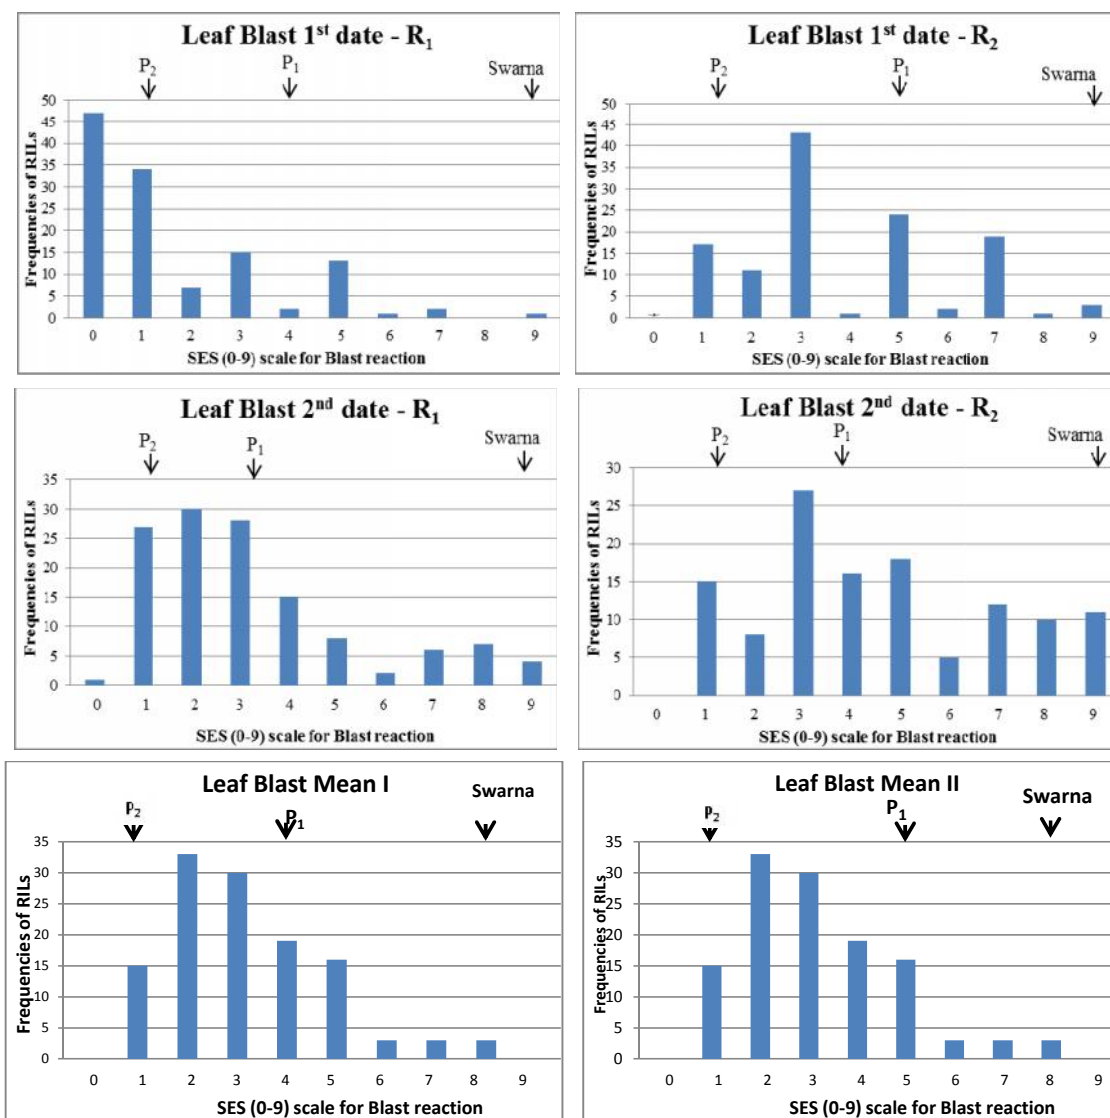 Leaf Blast 1st date - R1
P2
P1
Swarna
50
45
40
35
30
25
20
15
10
5
0
Frequencies of RILs
0 1 2 3 4 5 6 7 8 9
SES (0-9) scale for Blast reaction
Leaf Blast 1st date - R2
P2
P1
Swarna
50
45
40
35
30
25
20
15
10
5
0
Frequencies of RILs
0 1 2 3 4 5 6 7 8 9
SES (0-9) scale for Blast reaction
Leaf Blast 2nd date - R1
P2
P1
Swarna
35
30
25
20
15
10
5
0
Frequencies of RILs
0 1 2 3 4 5 6 7 8 9
SES (0-9) scale for Blast reaction
Leaf Blast 2nd date - R2
P2
P1
Swarna
30
25
20
15
10
5
0
Frequencies of RILs
0 1 2 3 4 5 6 7 8 9
SES (0-9) scale for Blast reaction
Leaf Blast Mean I
P2
P1
Swarna
35
30
25
20
15
10
5
0
Frequencies of RILs
0 1 2 3 4 5 6 7 8 9
SES (0-9) scale for Blast reaction
Leaf Blast Mean II
P2
P1
Swarna
35
30
25
20
15
10
5
0
Frequencies of RILs
0 1 2 3 4 5 6 7 8 9
SES (0-9) scale for Blast reaction